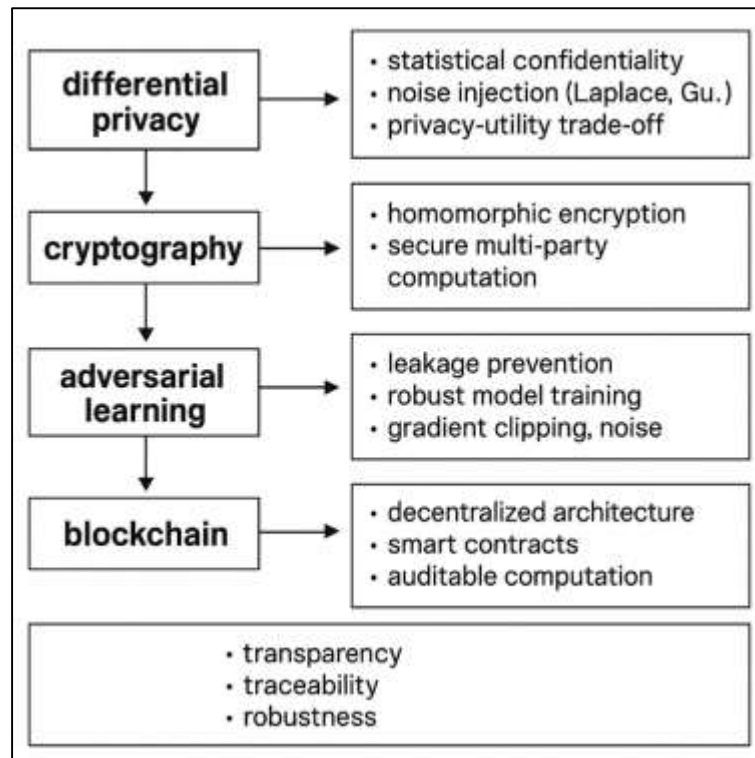 differential
privacy
• statistical confidentiality
• noise injection (Laplace, Gu.)
• privacy-utility trade-off
cryptography
• homomorphic encryption
• secure multi-party
computation
adversarial
learning
• leakage prevention
• robust model training
• gradient clipping, noise
blockchain
• decentralized architecture
• smart contracts
• auditable computation
• transparency
• traceability
• robustness